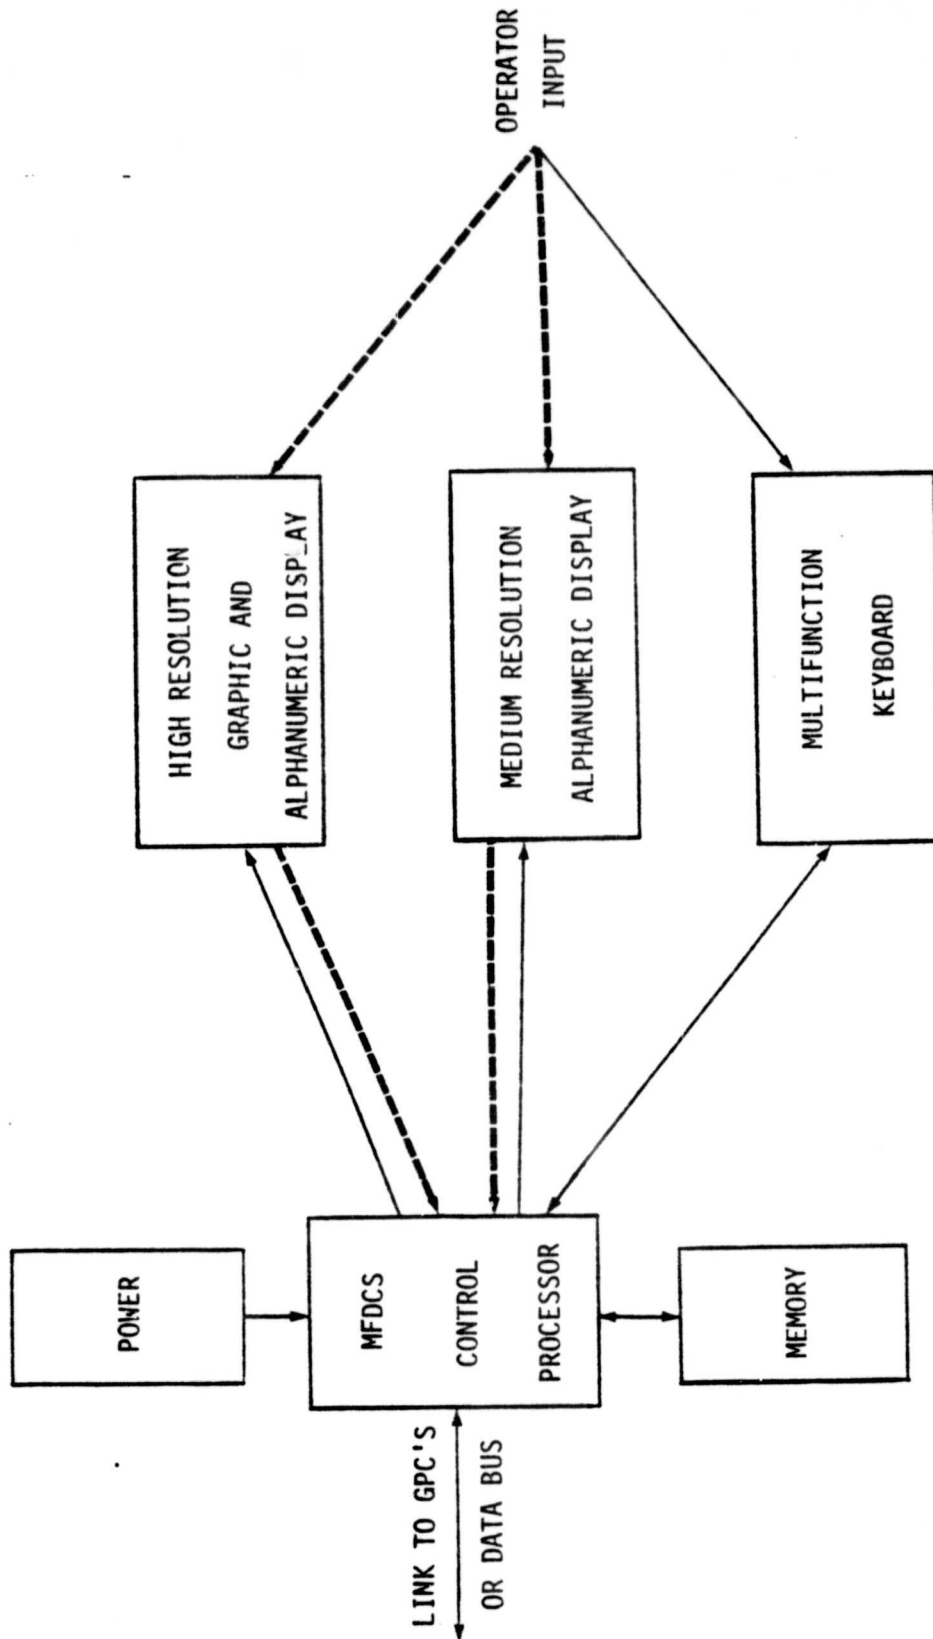 POWER
LINK TO GPC'S
OR DATA BUS
MFDCS
CONTROL
PROCESSOR
MEMORY
HIGH RESOLUTION
GRAPHIC AND
ALPHANUMERIC DISPLAY
MEDIUM RESOLUTION
ALPHANUMERIC DISPLAY
MULTIFUNCTION
KEYBOARD
OPERATOR
INPUT